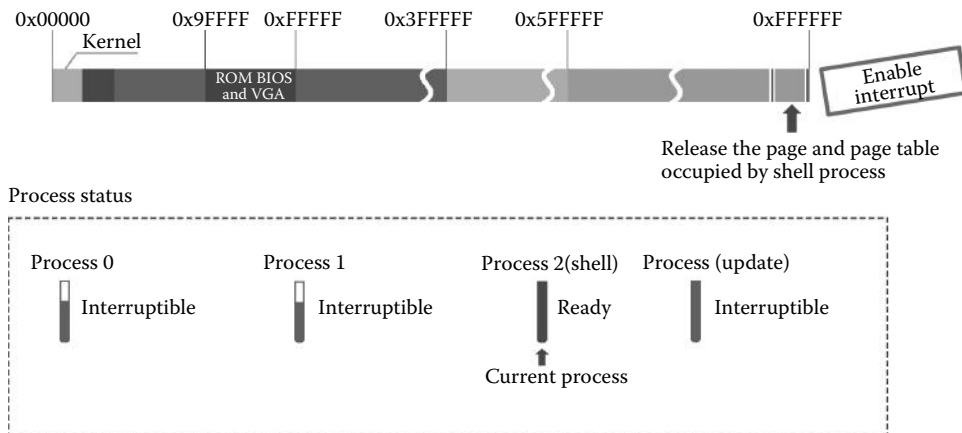 0x00000 0x9FFFF 0xFFFFF 0x3FFFFF 0x5FFFFF 0xFFFFFF
Kernel
ROM BIOS
and VGA
Enable
interrupt
Release the page and page table
occupied by shell process
Process status
Process 0 Process 1 Process 2(shell) Process (update)
Interruptible Interruptible Ready Interruptible
Current process